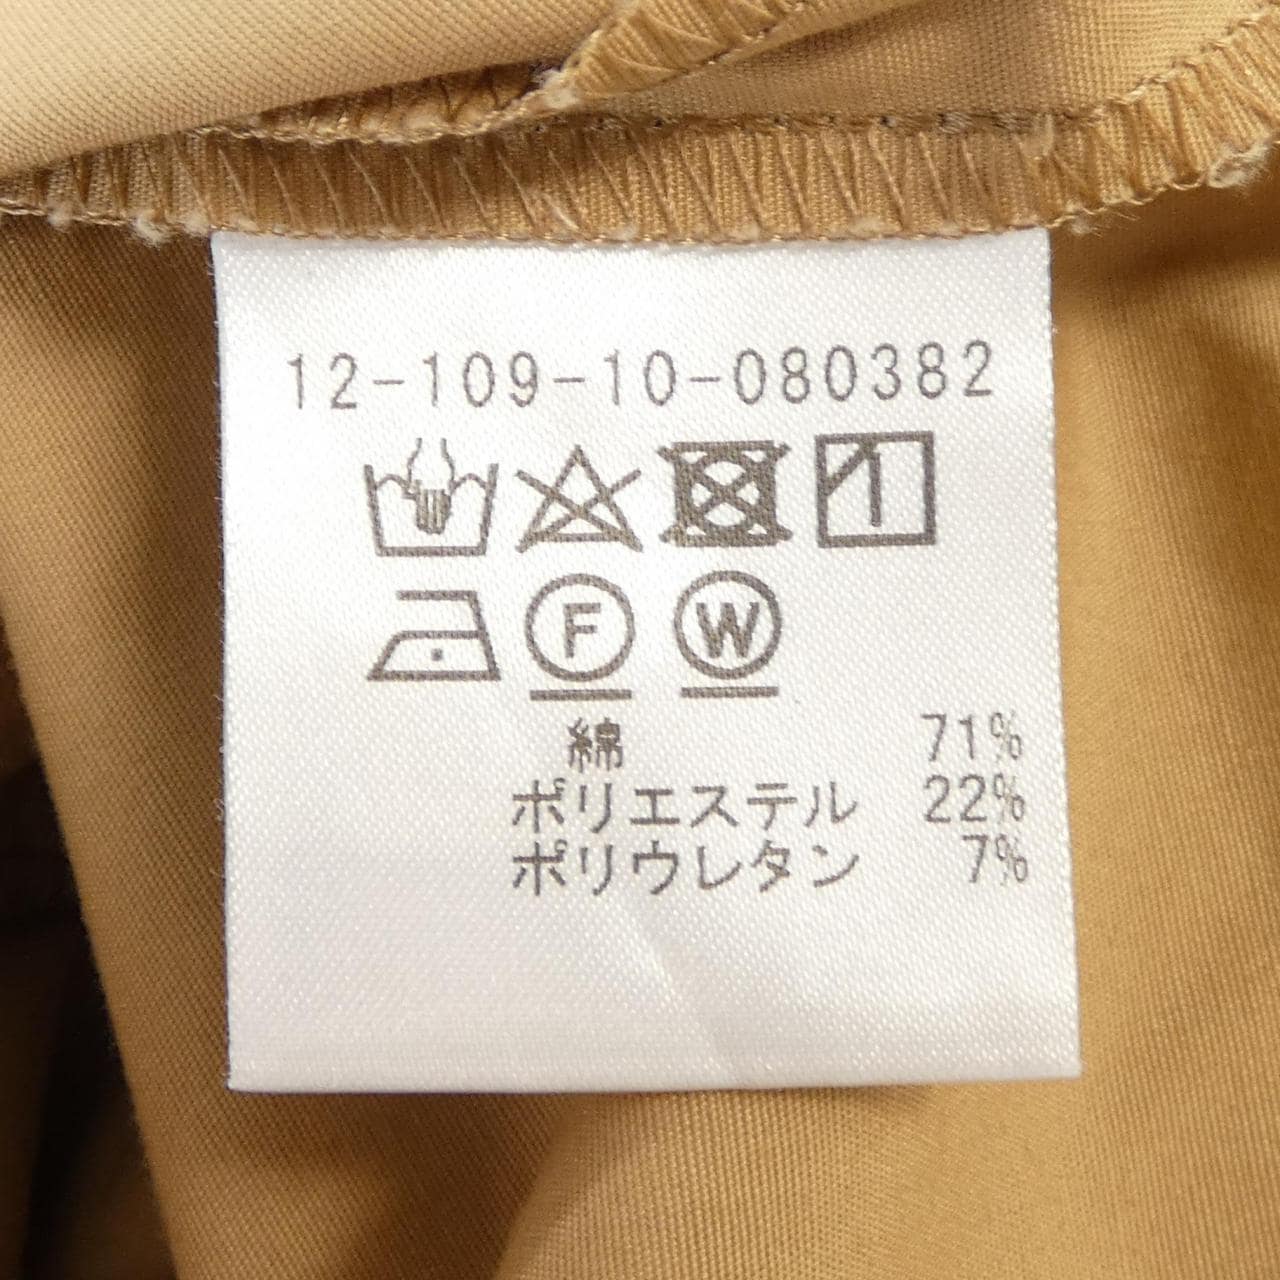 12-109-10-080382
F W
綿 71%
ポリエステル 22%
ポリウレタン 7%